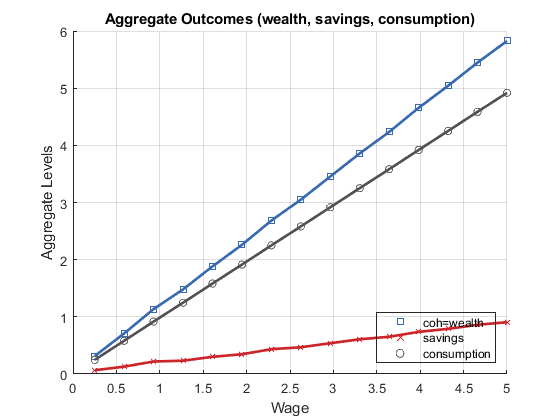 Aggregate Outcomes (wealth, savings, consumption)
6
5
4
3
2
1
0
Aggregate Levels
coh=wealth
savings
consumption
0 0.5 1 1.5 2 2.5 3 3.5 4 4.5 5
Wage